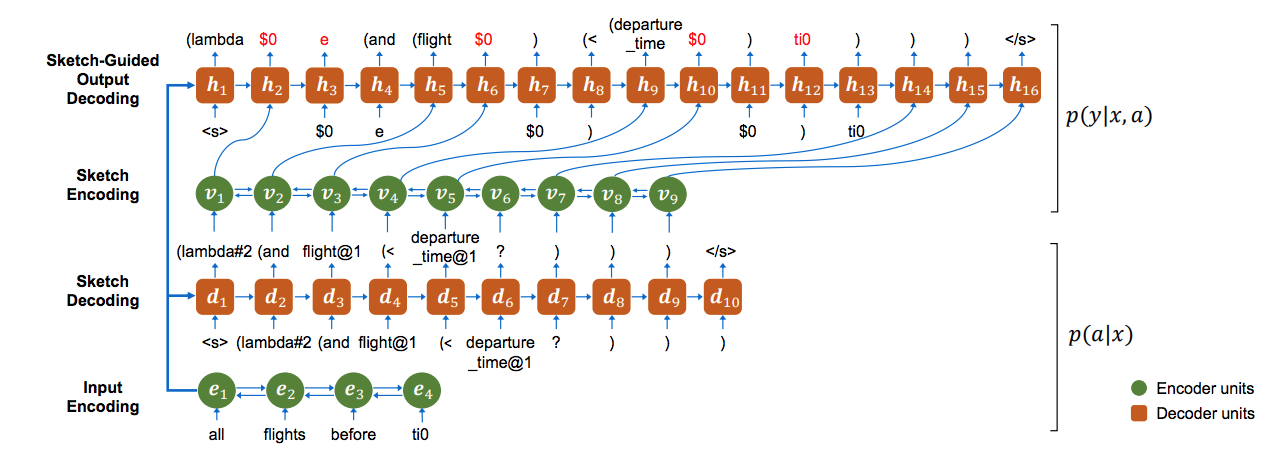 (lambda $0 e (and (flight $0 ) (< (departure _time $0 ) ti0 ) ) ) </s>
Sketch-Guided Output Decoding
h1 h2 h3 h4 h5 h6 h7 h8 h9 h10 h11 h12 h13 h14 h15 h16
<s> $0 e $0 ) $0 ) ti0
p(y|x, a)
Sketch Encoding
v1 v2 v3 v4 v5 v6 v7 v8 v9
(lambda#2 (and flight@1 (< departure _time@1 ? ) ) ) </s>
Sketch Decoding
d1 d2 d3 d4 d5 d6 d7 d8 d9 d10
<s> (lambda#2 (and flight@1 (< departure _time@1 ? ) ) )
p(a|x)
Input Encoding
e1 e2 e3 e4
all flights before ti0
Encoder units
Decoder units